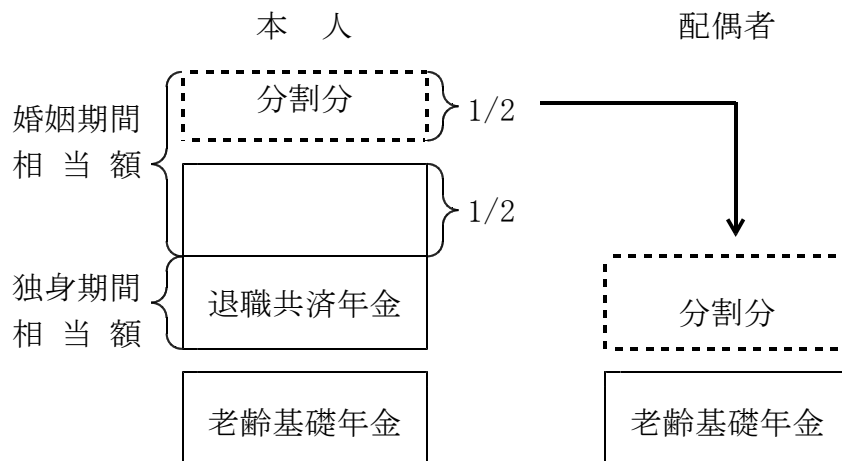 本　人
配偶者
分割分
1/2
婚姻期間
相 当 額
1/2
独身期間
相 当 額
退職共済年金
分割分
老齢基礎年金
老齢基礎年金